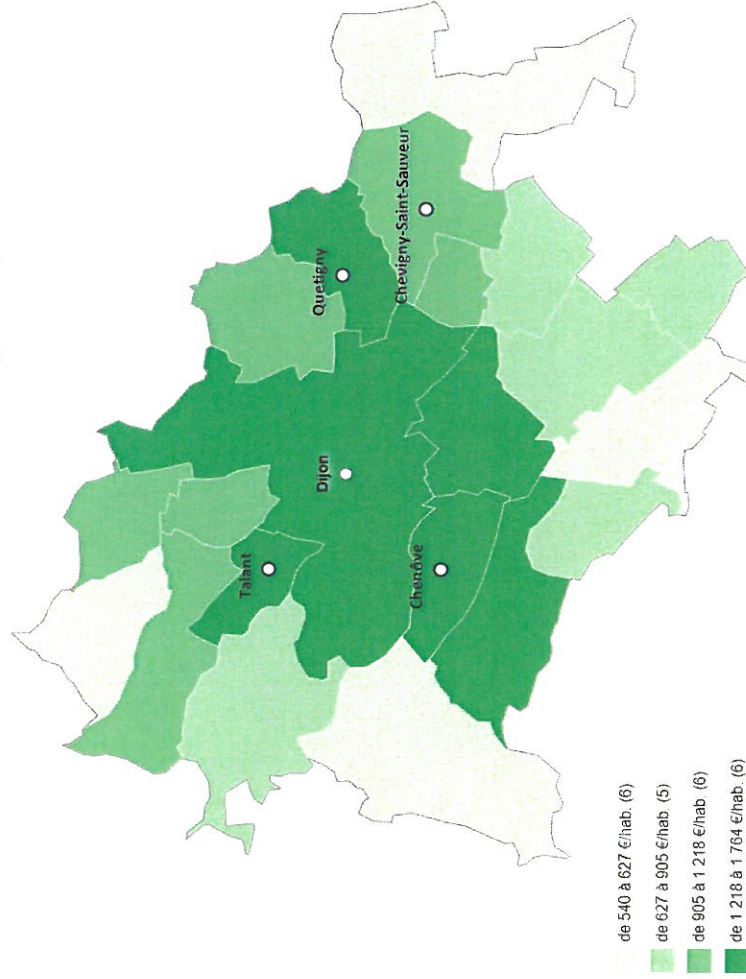 Quetigny
Chevigny-Saint-Sauveur
Dijon
Talant
Chenôve
de 540 à 627 €/hab. (6)
de 627 à 905 €/hab. (5)
de 905 à 1 218 €/hab. (6)
de 1 218 à 1 764 €/hab. (6)